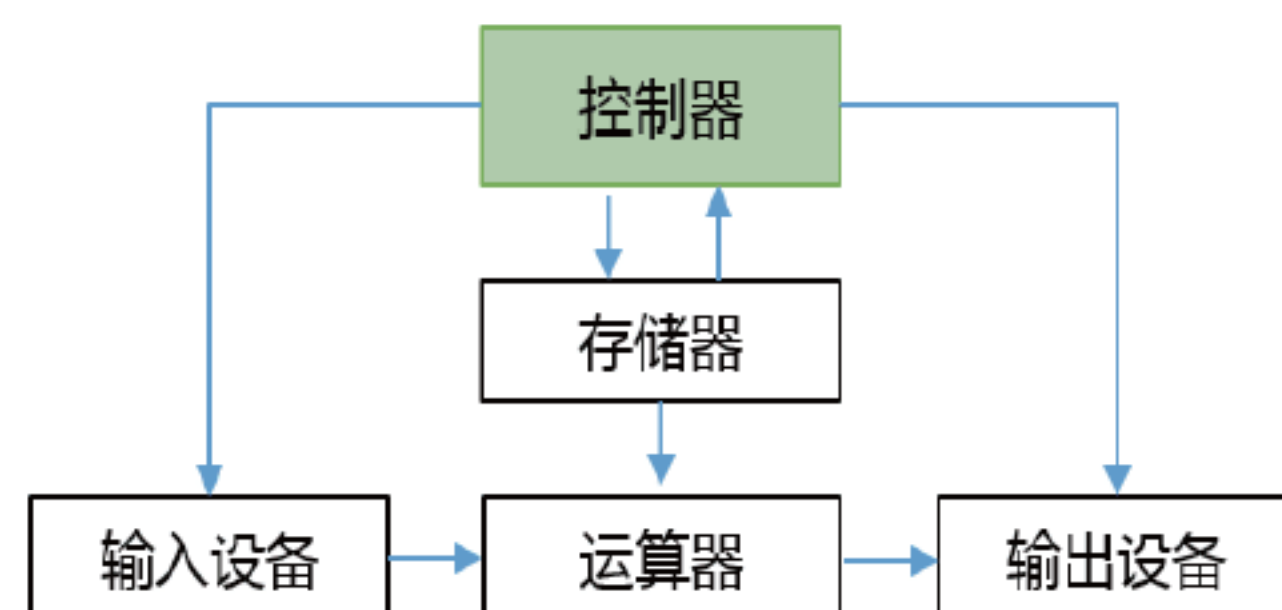 控制器
存储器
输入设备
运算器
输出设备